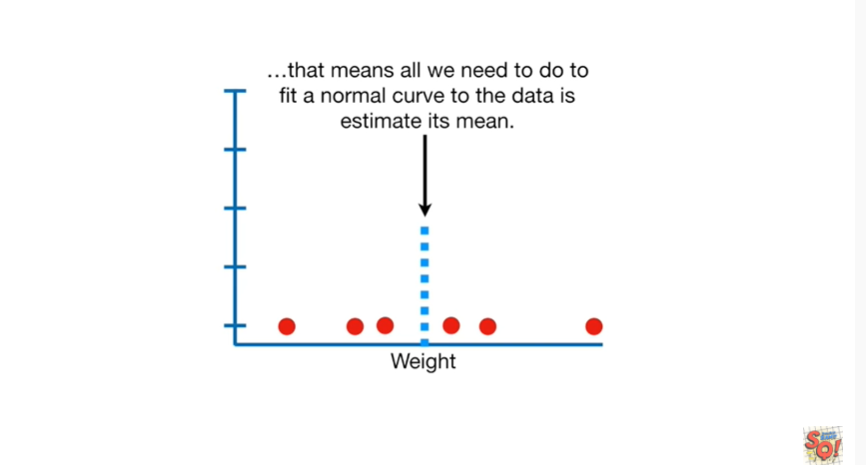 ...that means all we need to do to
fit a normal curve to the data is
estimate its mean.
Weight
SQ!